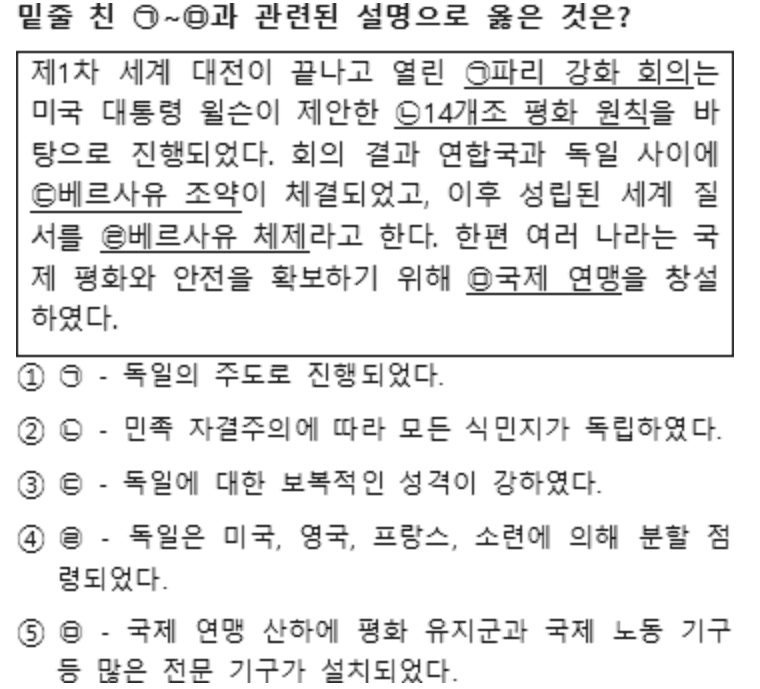 밑줄 친 ㉠~㉤과 관련된 설명으로 옳은 것은?
제1차 세계 대전이 끝나고 열린 ㉠파리 강화 회의는
미국 대통령 윌슨이 제안한 ㉡14개조 평화 원칙을 바
탕으로 진행되었다. 회의 결과 연합국과 독일 사이에
㉢베르사유 조약이 체결되었고, 이후 성립된 세계 질
서를 ㉣베르사유 체제라고 한다. 한편 여러 나라는 국
제 평화와 안전을 확보하기 위해 ㉤국제 연맹을 창설
하였다.
① ㉠ - 독일의 주도로 진행되었다.
② ㉡ - 민족 자결주의에 따라 모든 식민지가 독립하였다.
③ ㉢ - 독일에 대한 보복적인 성격이 강하였다.
④ ㉣ - 독일은 미국, 영국, 프랑스, 소련에 의해 분할 점
령되었다.
⑤ ㉤ - 국제 연맹 산하에 평화 유지군과 국제 노동 기구
등 많은 전문 기구가 설치되었다.